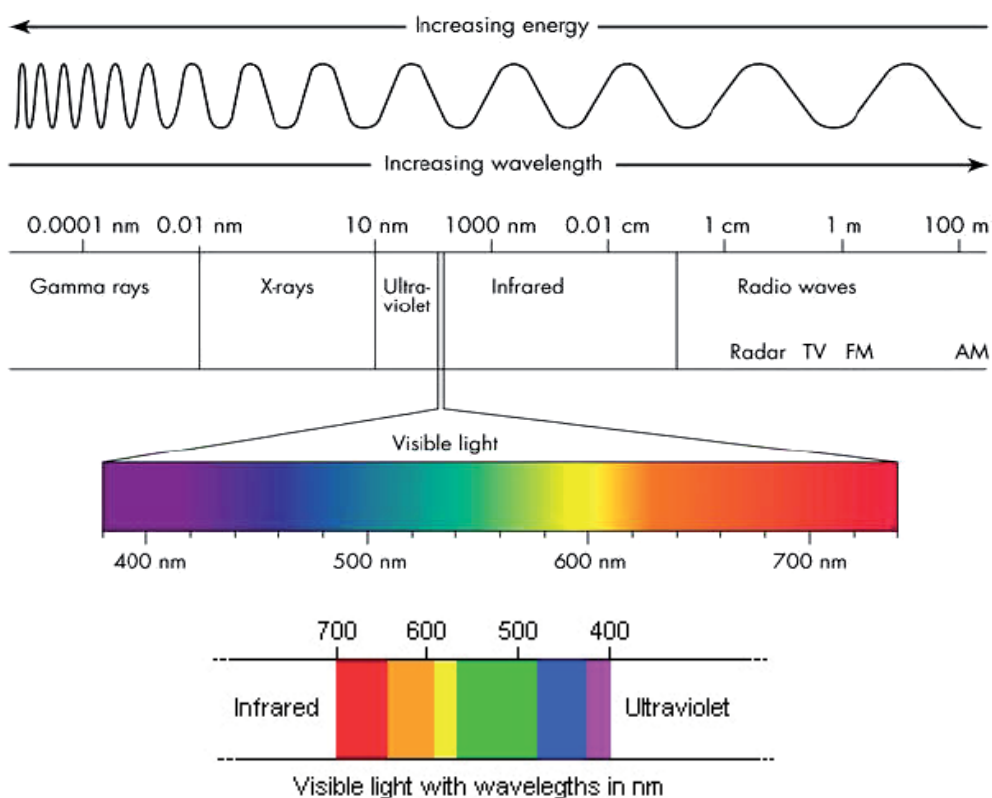 Increasing energy
Increasing wavelength
0.0001 nm 0.01 nm 10 nm 1000 nm 0.01 cm 1 cm 1 m 100 m
Gamma rays X-rays Ultra- Infrared Radio waves
violet
Radar TV FM AM
Visible light
400 nm 500 nm 600 nm 700 nm
700 600 500 400
Infrared Ultraviolet
Visible light with wavelegths in nm